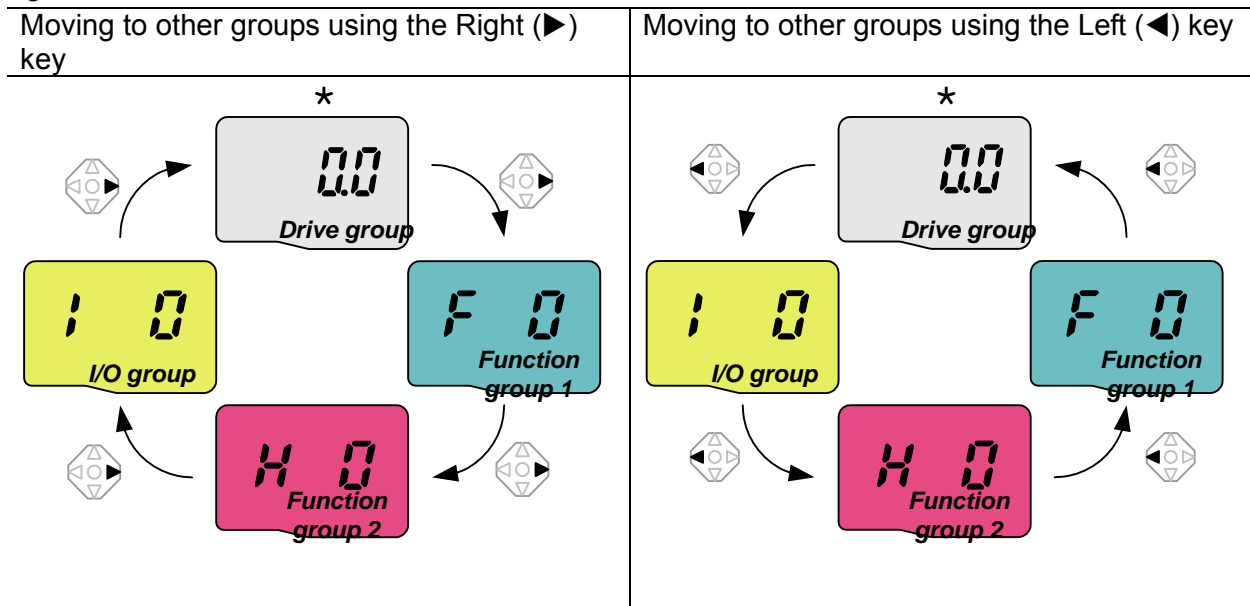 Moving to other groups using the Right (▶)
key
Moving to other groups using the Left (◀) key
*
0.0
Drive group
I 0
I/O group
F 0
Function
group 1
H 0
Function
group 2
*
0.0
Drive group
I 0
I/O group
F 0
Function
group 1
H 0
Function
group 2